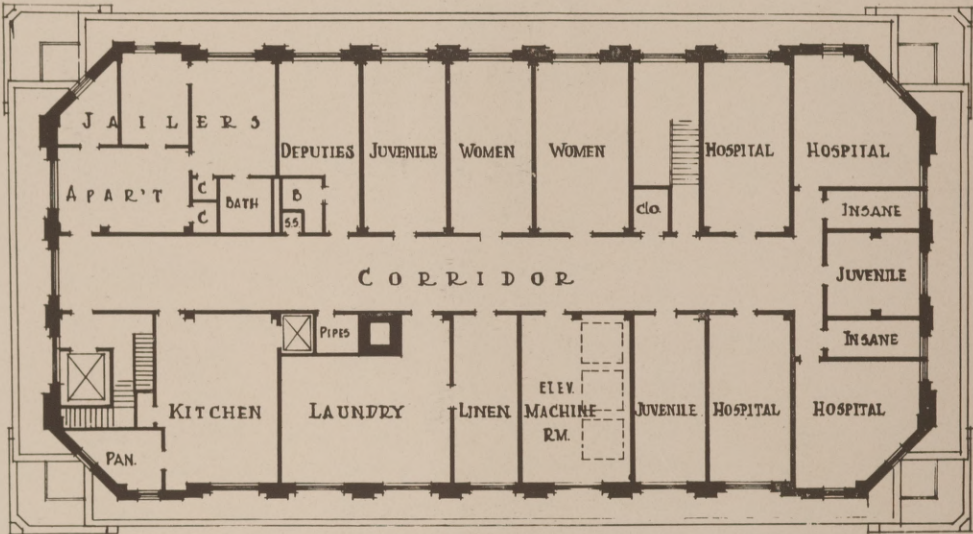 JAILERS
APAR'T
C
C
BATH
DEPUTIES
B
S.S
JUVENILE
WOMEN
WOMEN
CLO.
HOSPITAL
HOSPITAL
INSANE
JUVENILE
INSANE
CORRIDOR
PIPES
KITCHEN
PAN.
LAUNDRY
LINEN
ELEV.
MACHINE
RM.
JUVENILE
HOSPITAL
HOSPITAL